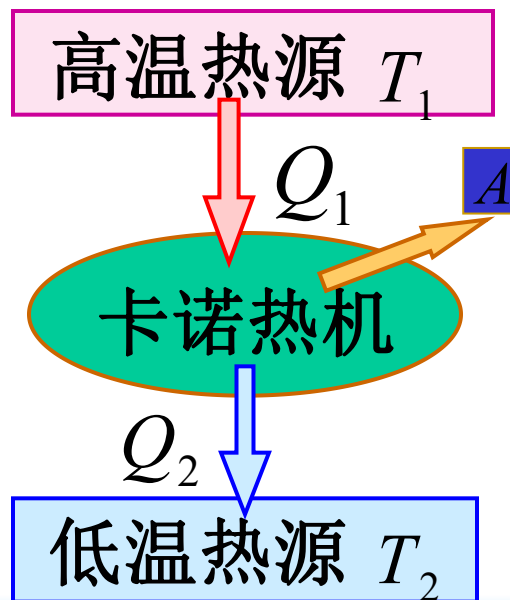 高温热源 T₁
Q₁
A
卡诺热机
Q₂
低温热源 T₂